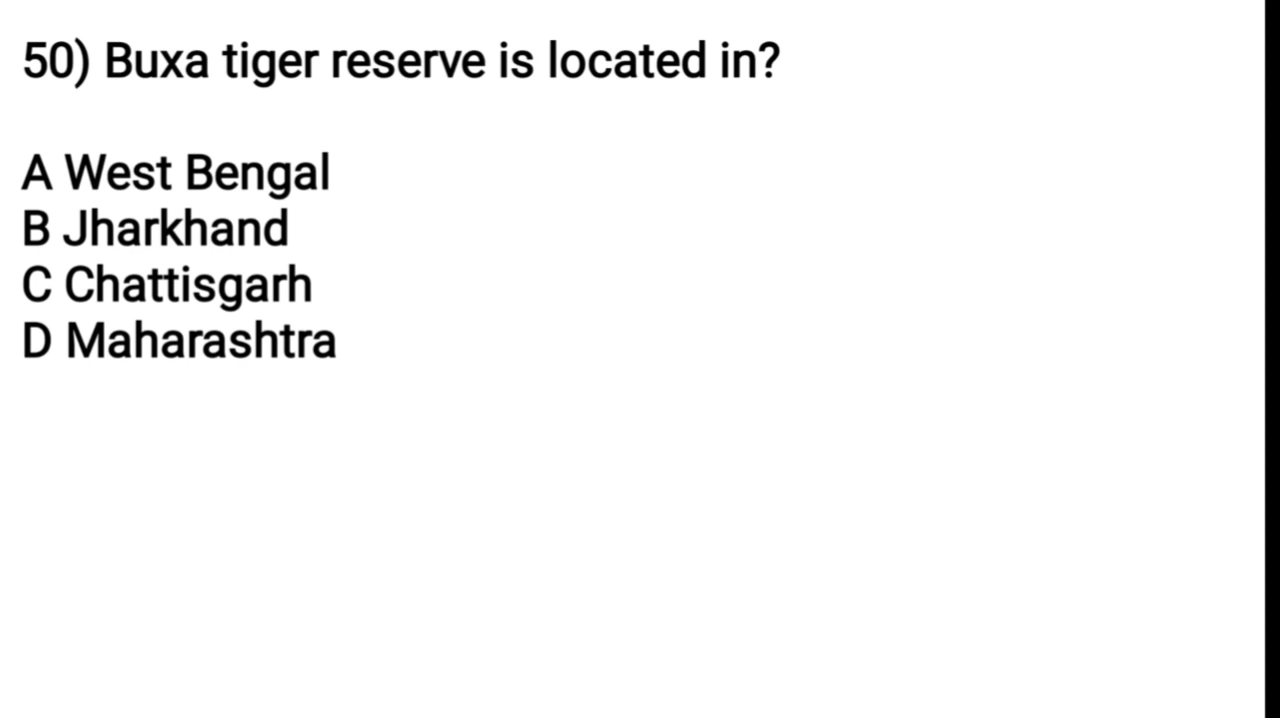 50) Buxa tiger reserve is located in?
A West Bengal
B Jharkhand
C Chattisgarh
D Maharashtra